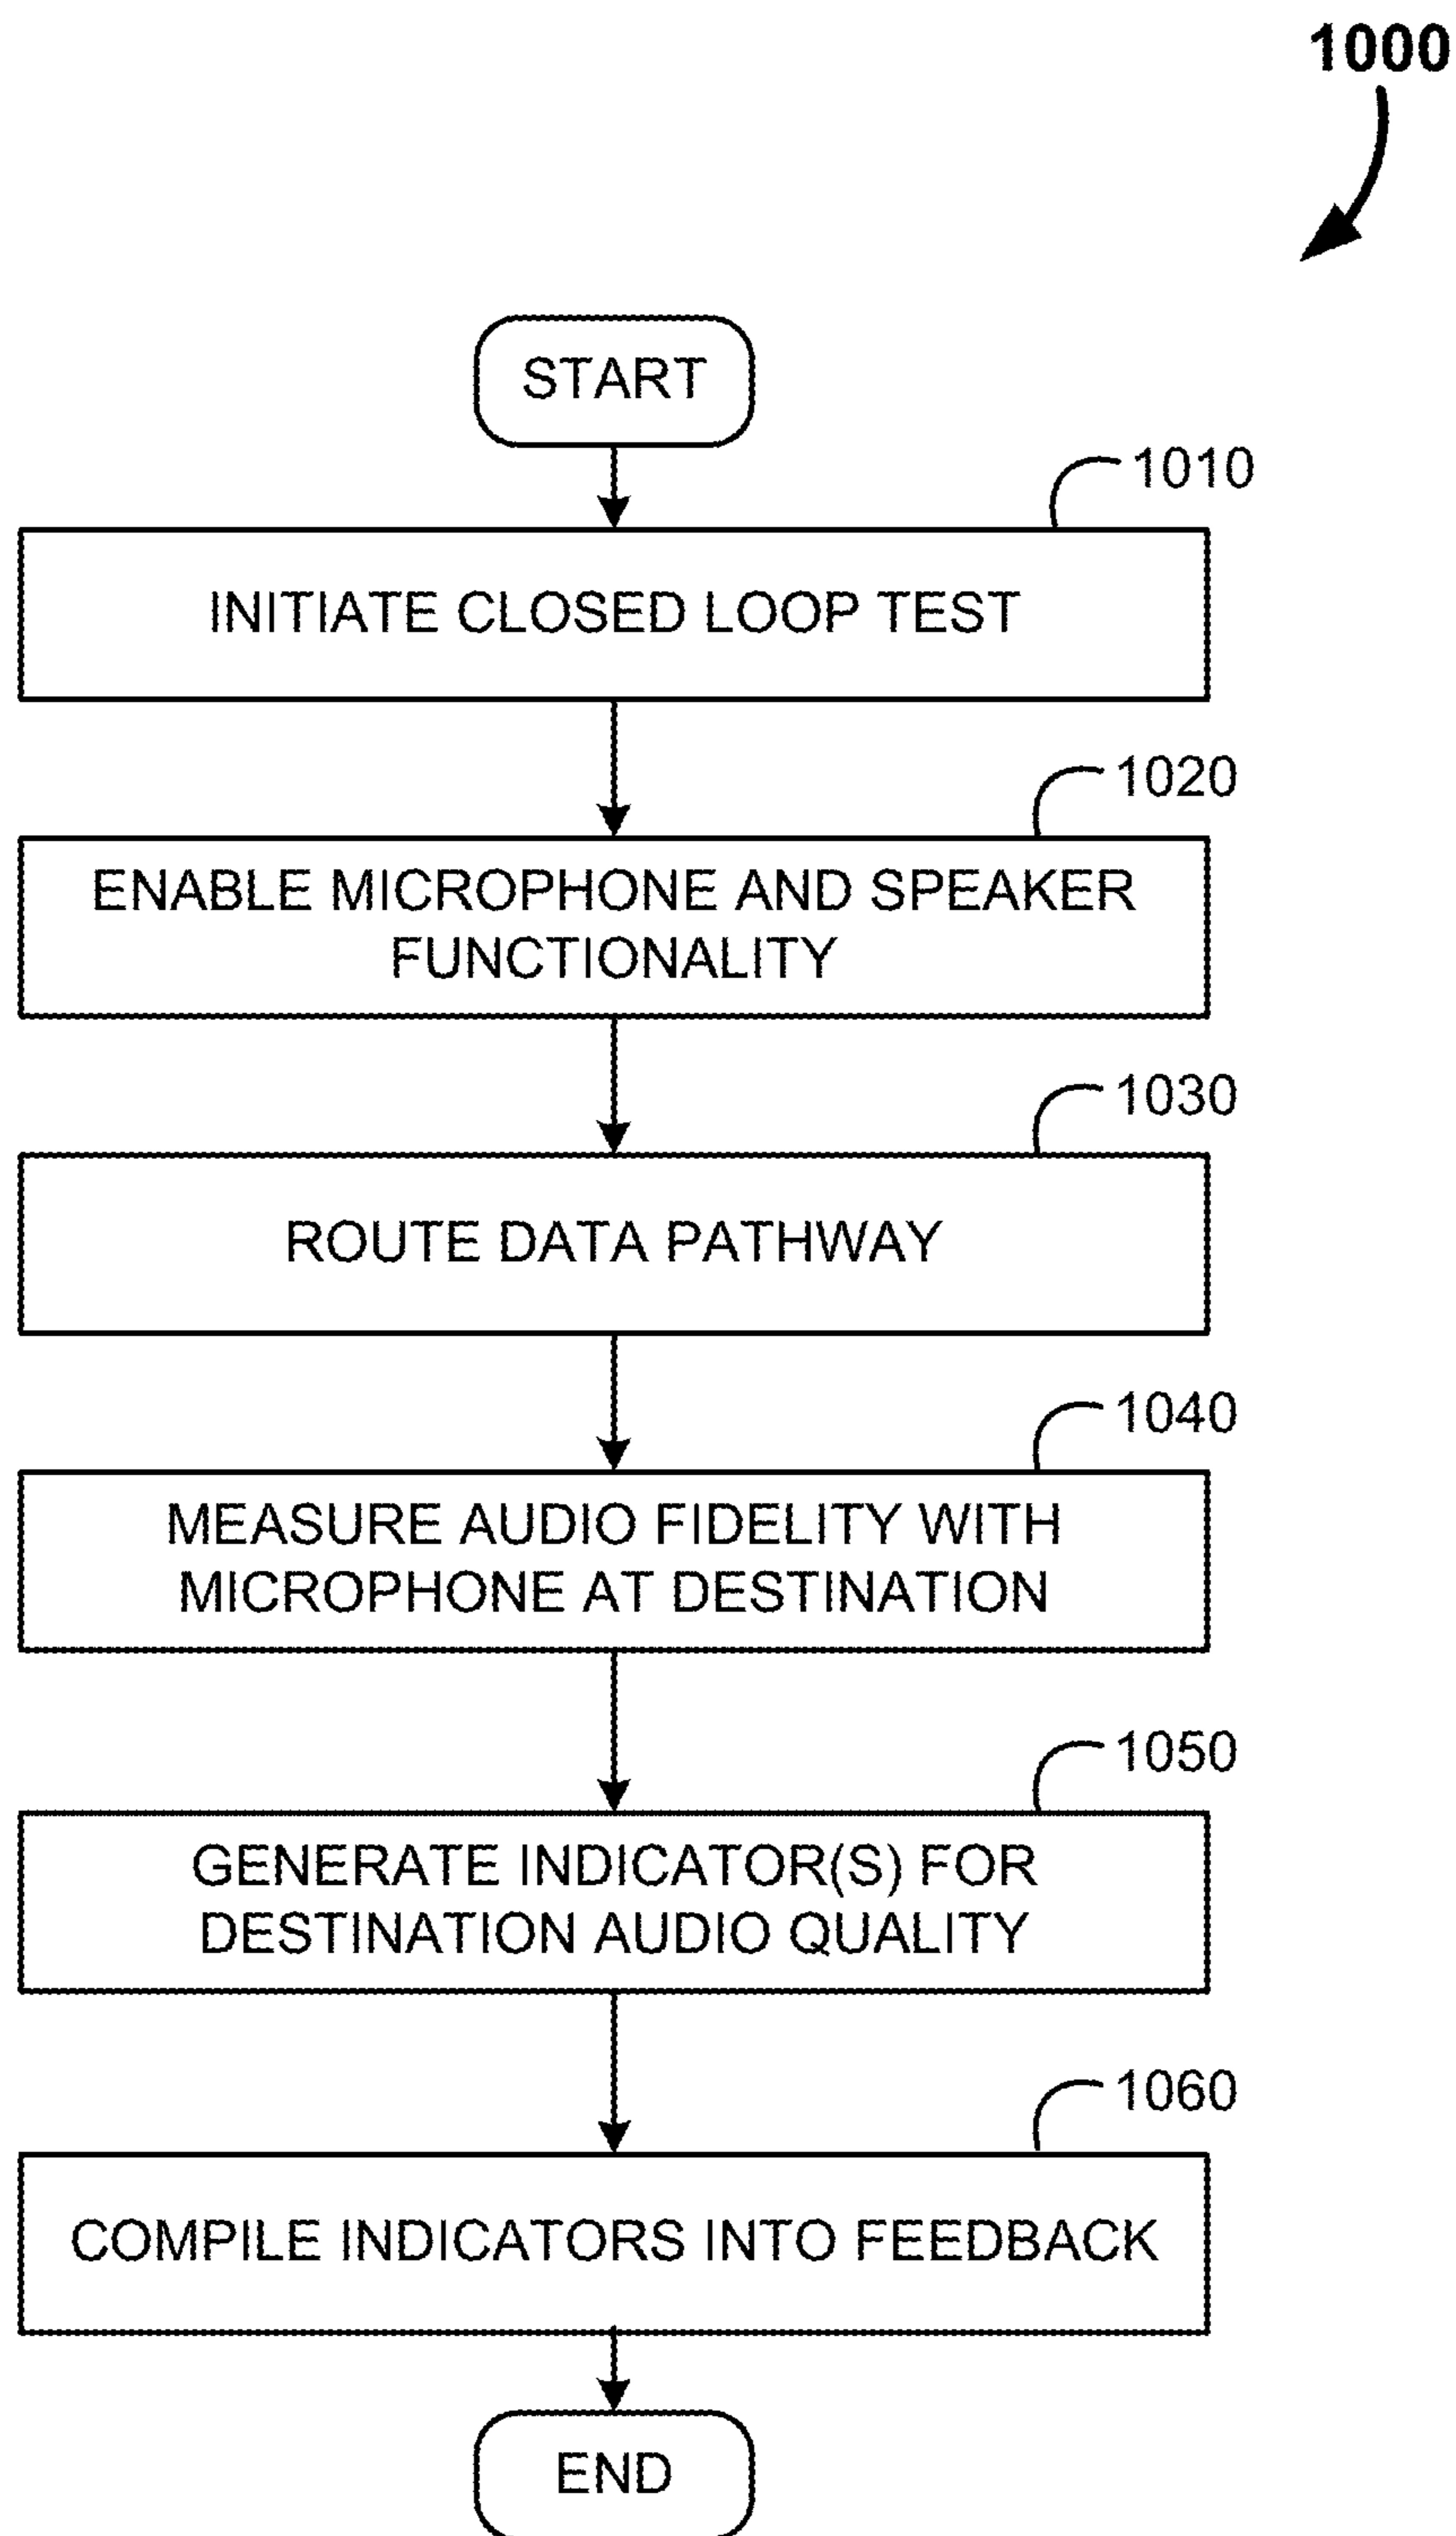 1000
START
1010
INITIATE CLOSED LOOP TEST
1020
ENABLE MICROPHONE AND SPEAKER
FUNCTIONALITY
1030
ROUTE DATA PATHWAY
1040
MEASURE AUDIO FIDELITY WITH
MICROPHONE AT DESTINATION
1050
GENERATE INDICATOR(S) FOR
DESTINATION AUDIO QUALITY
1060
COMPILE INDICATORS INTO FEEDBACK
END